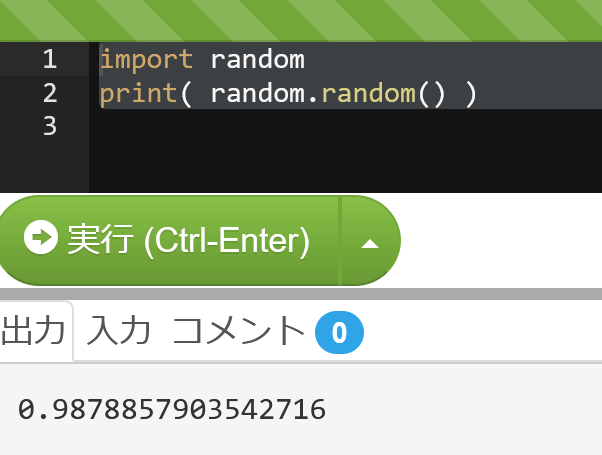 1 import random
2 print( random.random() )
3
実行 (Ctrl-Enter)
出力 入力 コメント 0
0.9878857903542716